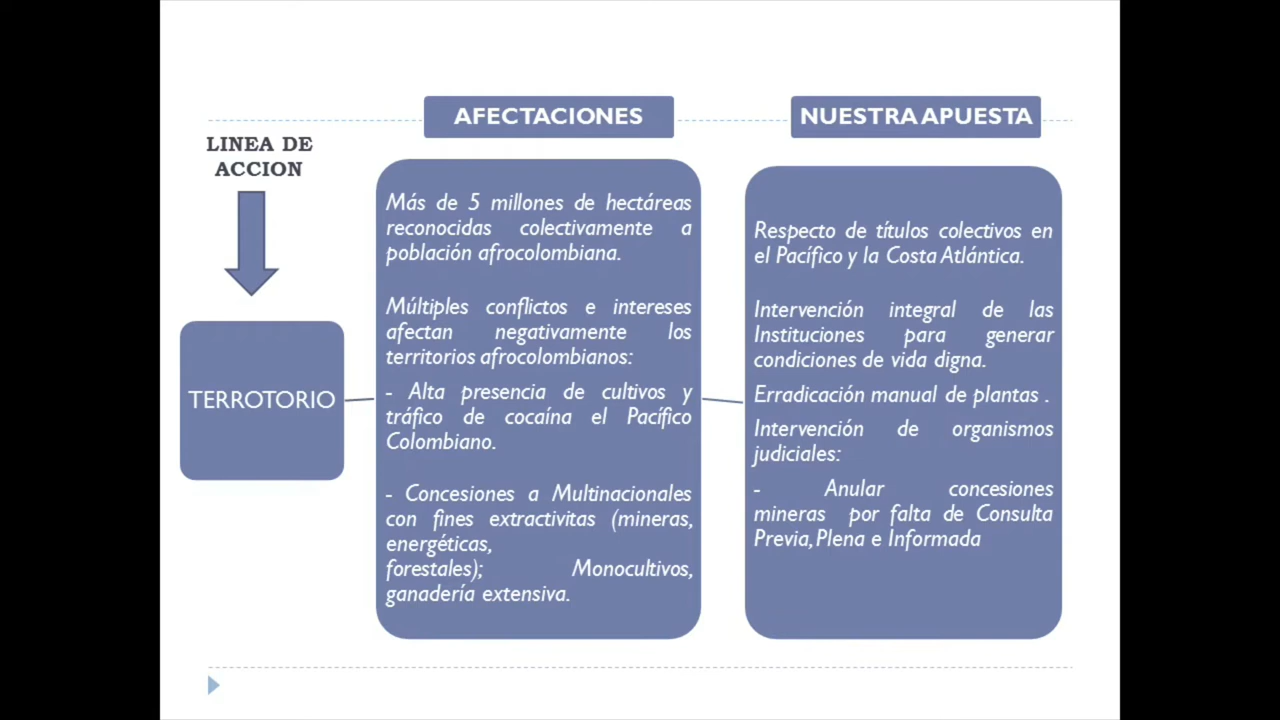 AFECTACIONES
NUESTRA APUESTA
LINEA DE
ACCION
TERROTORIO
Más de 5 millones de hectáreas
reconocidas colectivamente a
población afrocolombiana.
Múltiples conflictos e intereses
afectan negativamente los
territorios afrocolombianos:
- Alta presencia de cultivos y
tráfico de cocaína el Pacífico
Colombiano.
- Concesiones a Multinacionales
con fines extractivitas (mineras,
energéticas,
forestales); Monocultivos,
ganadería extensiva.
Respecto de títulos colectivos en
el Pacífico y la Costa Atlántica.
Intervención integral de las
Instituciones para generar
condiciones de vida digna.
Erradicación manual de plantas .
Intervención de organismos
judiciales:
- Anular concesiones
mineras por falta de Consulta
Previa, Plena e Informada